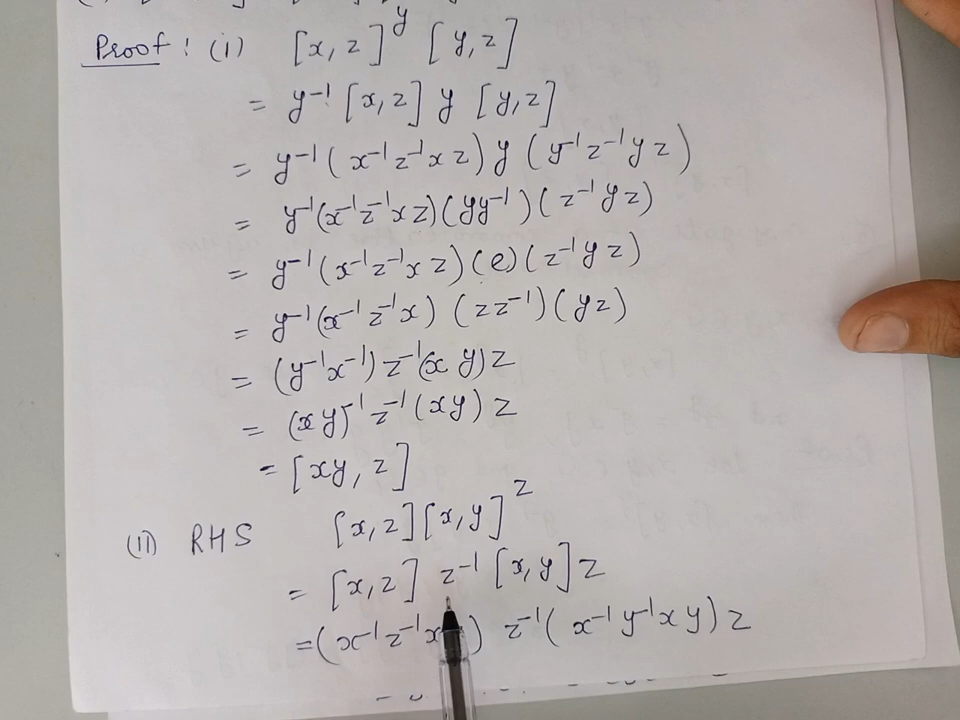 Proof : (i) [x, z]^y [y, z]
= y⁻¹ [x, z] y [y, z]
= y⁻¹ ( x⁻¹ z⁻¹ x z ) y ( y⁻¹ z⁻¹ y z )
= y⁻¹ ( x⁻¹ z⁻¹ x z ) ( y y⁻¹ ) ( z⁻¹ y z )
= y⁻¹ ( x⁻¹ z⁻¹ x z ) ( e ) ( z⁻¹ y z )
= y⁻¹ ( x⁻¹ z⁻¹ x ) ( z z⁻¹ ) ( y z )
= ( y⁻¹ x⁻¹ ) z⁻¹ ( x y ) z
= ( x y )⁻¹ z⁻¹ ( x y ) z
= [ x y , z ]
(ii) RHS [x, z] [x, y]^z
= [x, z] z⁻¹ [x, y] z
= ( x⁻¹ z⁻¹ x ) z⁻¹ ( x⁻¹ y⁻¹ x y ) z